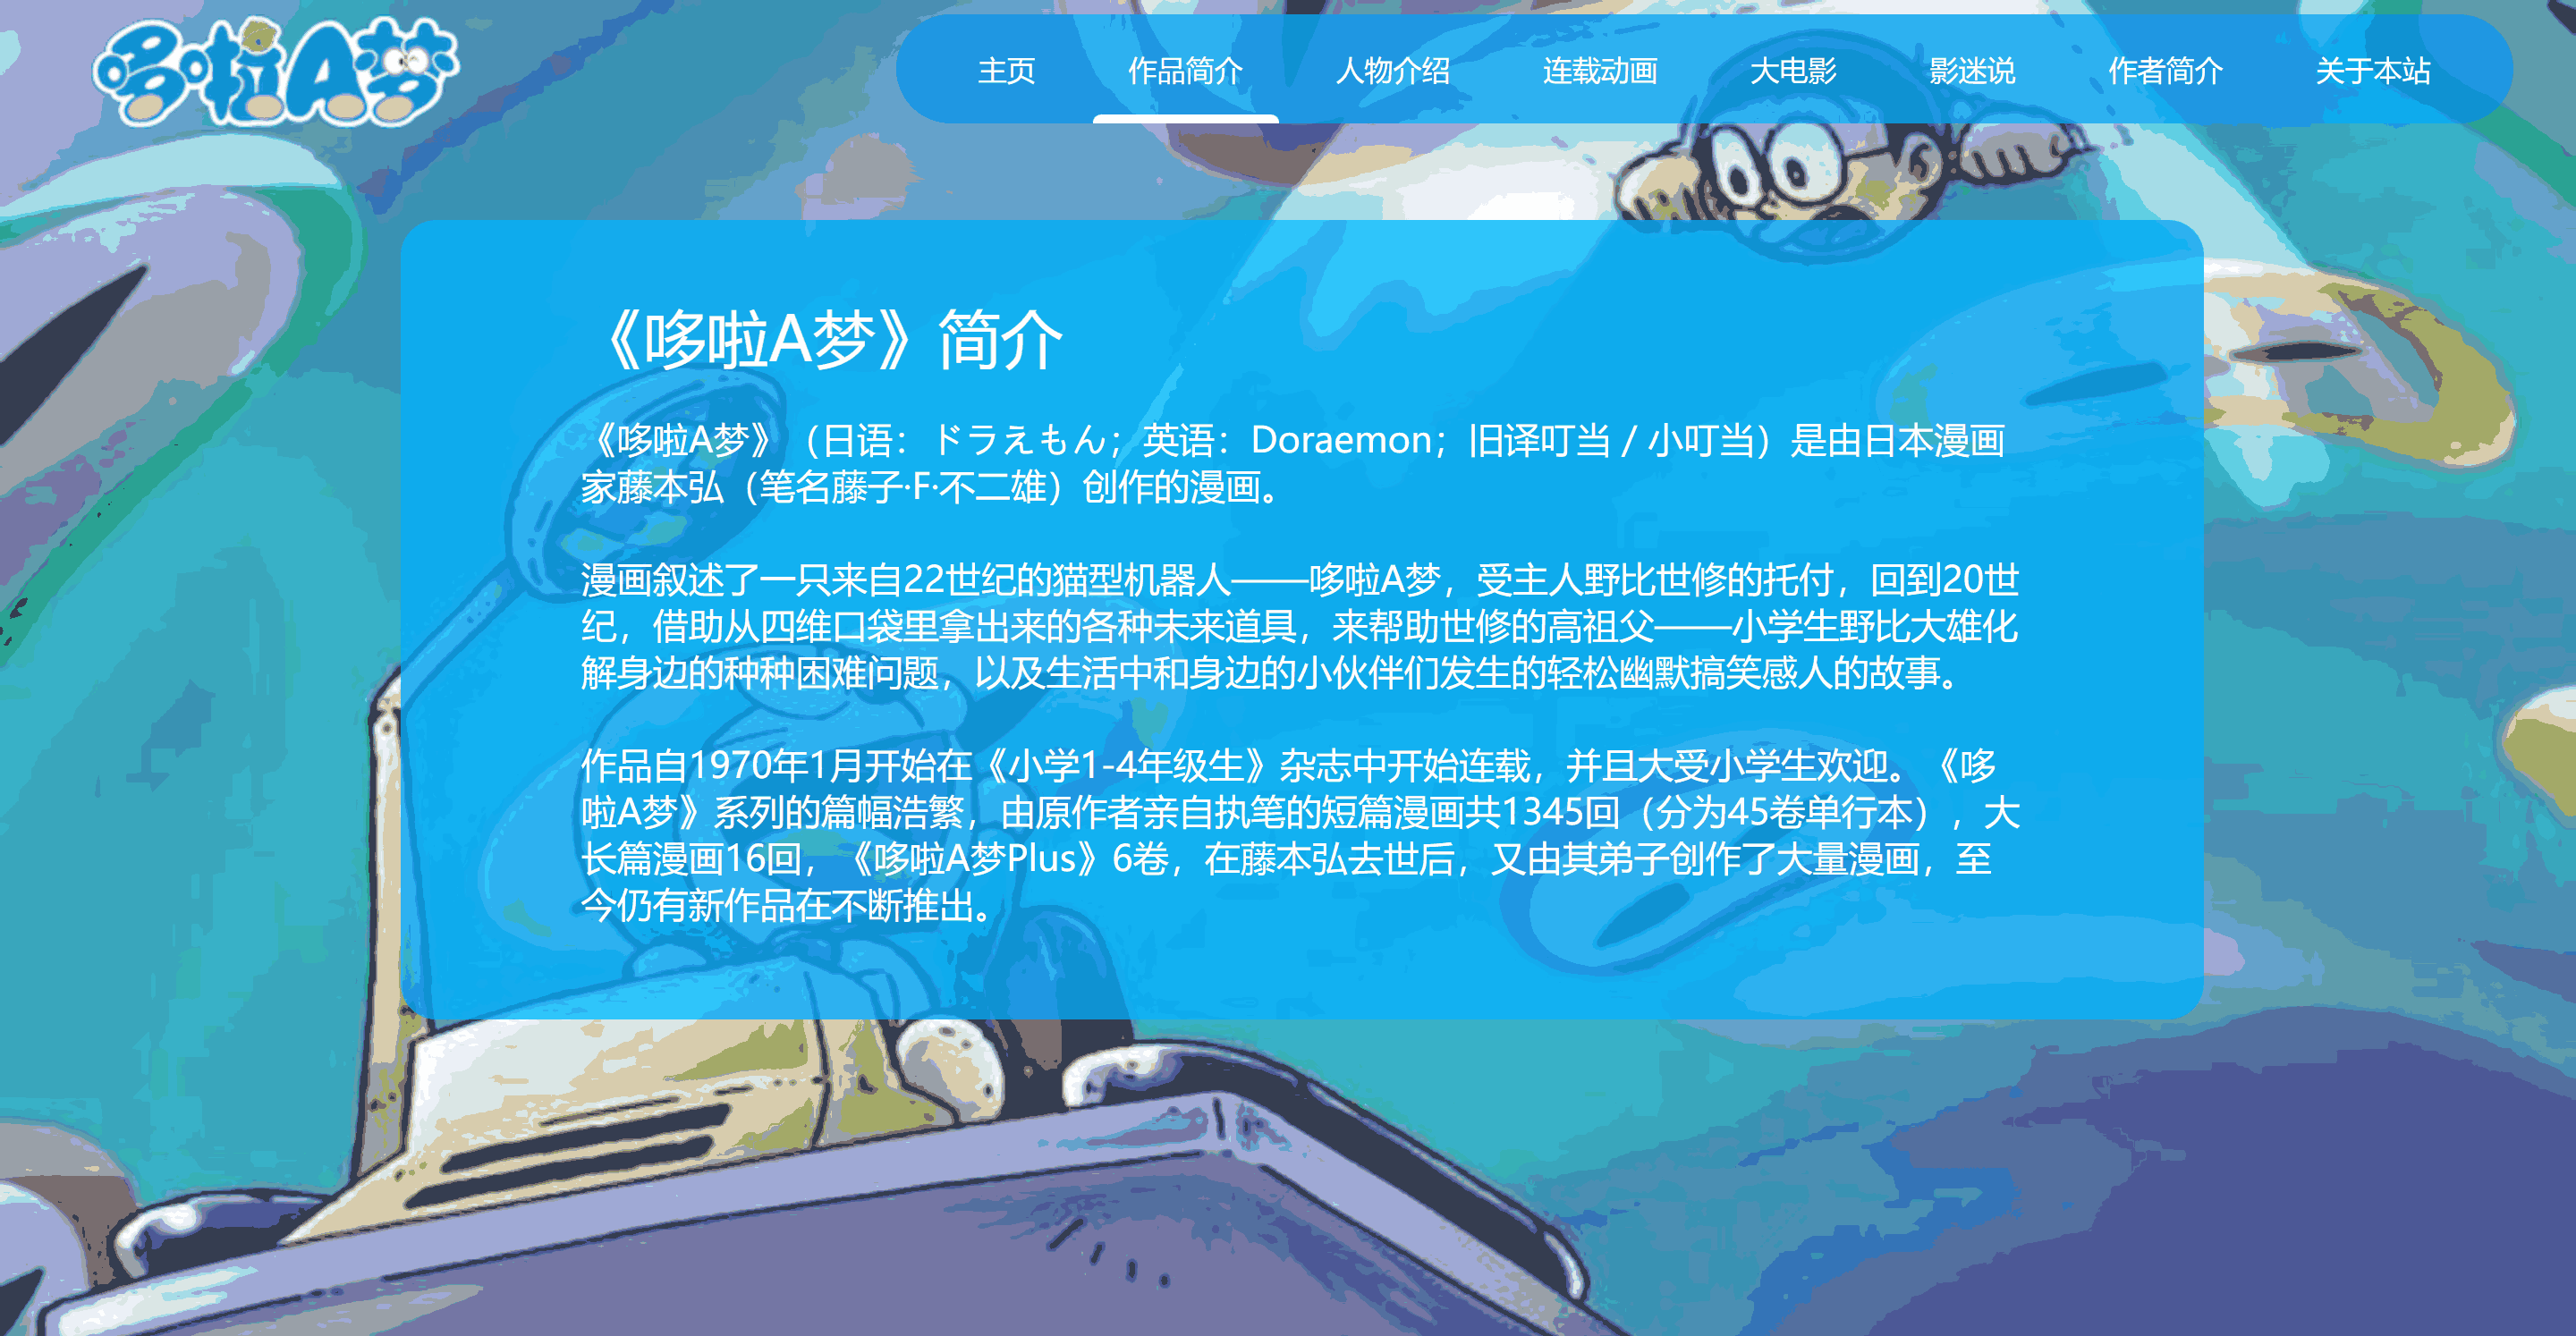 哆啦A梦
主页 作品简介 人物介绍 连载动画 大电影 影迷说 作者简介 关于本站
《哆啦A梦》简介
《哆啦A梦》（日语：ドラえもん；英语：Doraemon；旧译叮当 / 小叮当）是由日本漫画
家藤本弘（笔名藤子·F·不二雄）创作的漫画。
漫画叙述了一只来自22世纪的猫型机器人——哆啦A梦，受主人野比世修的托付，回到20世
纪，借助从四维口袋里拿出来的各种未来道具，来帮助世修的高祖父——小学生野比大雄化
解身边的种种困难问题，以及生活中和身边的小伙伴们发生的轻松幽默搞笑感人的故事。
作品自1970年1月开始在《小学1-4年级生》杂志中开始连载，并且大受小学生欢迎。《哆
啦A梦》系列的篇幅浩繁，由原作者亲自执笔的短篇漫画共1345回（分为45卷单行本），大
长篇漫画16回，《哆啦A梦Plus》6卷，在藤本弘去世后，又由其弟子创作了大量漫画，至
今仍有新作品在不断推出。